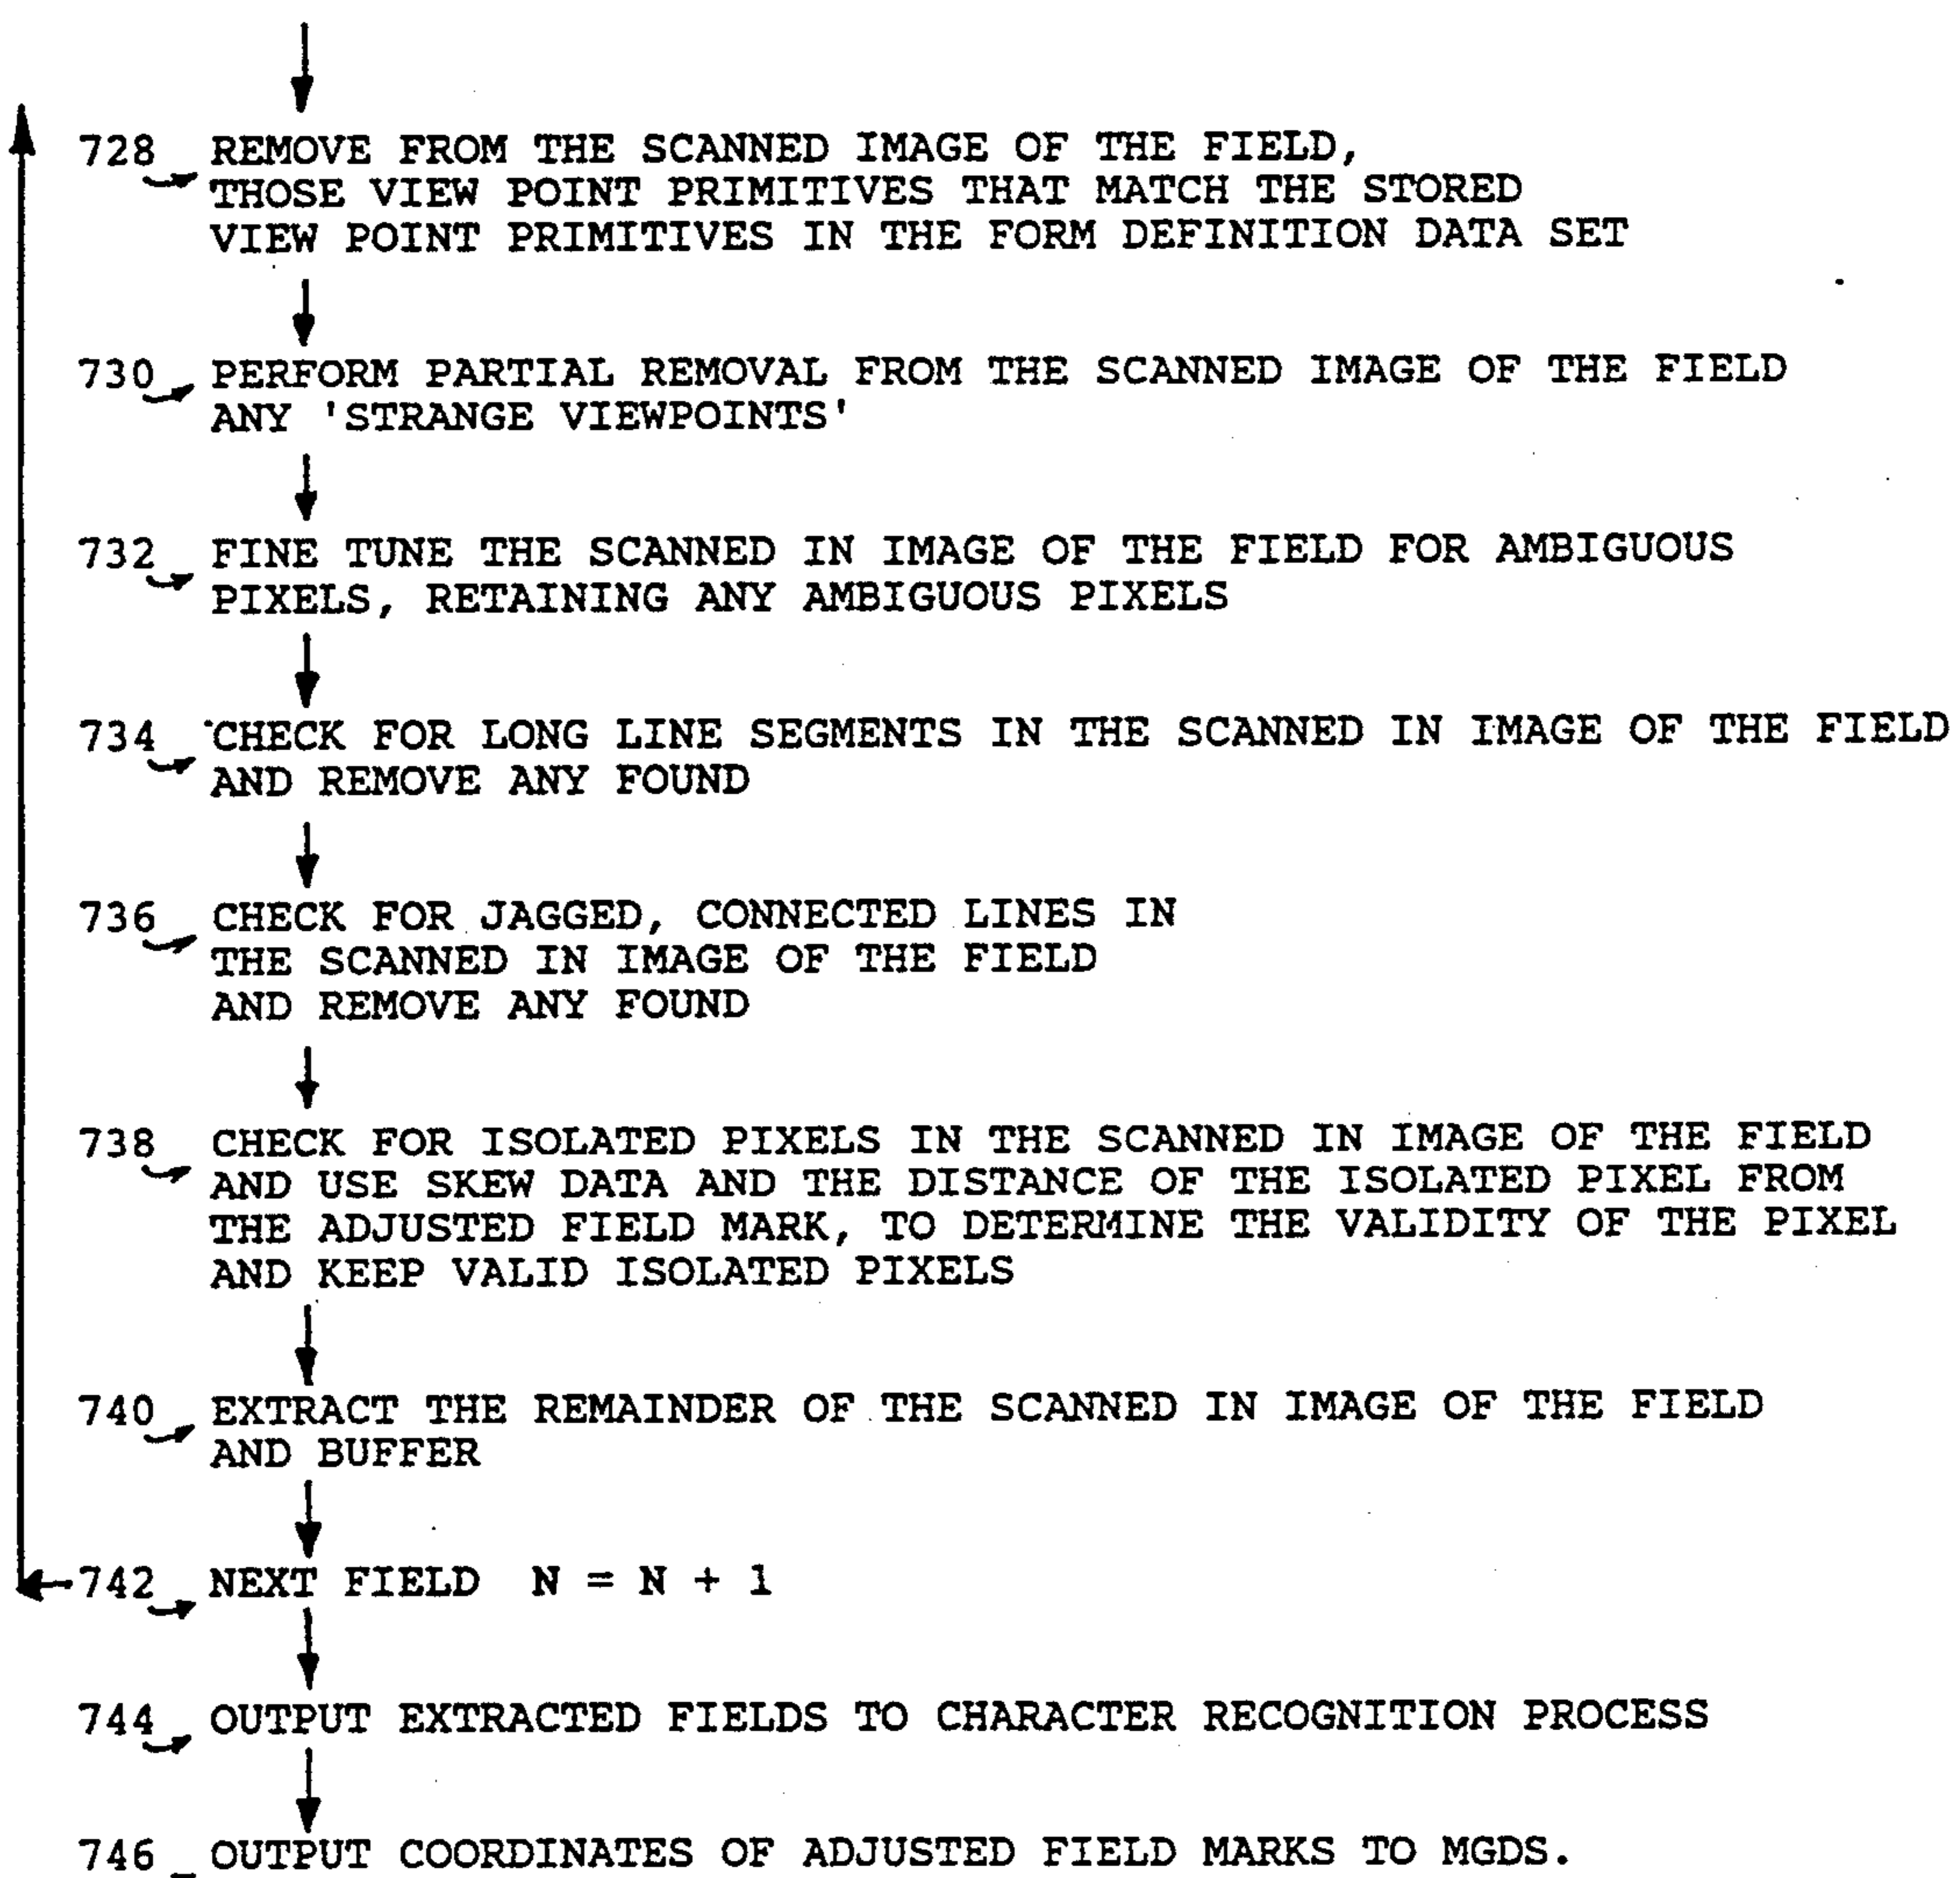 728 REMOVE FROM THE SCANNED IMAGE OF THE FIELD,
THOSE VIEW POINT PRIMITIVES THAT MATCH THE STORED
VIEW POINT PRIMITIVES IN THE FORM DEFINITION DATA SET
730 PERFORM PARTIAL REMOVAL FROM THE SCANNED IMAGE OF THE FIELD
ANY 'STRANGE VIEWPOINTS'
732 FINE TUNE THE SCANNED IN IMAGE OF THE FIELD FOR AMBIGUOUS
PIXELS, RETAINING ANY AMBIGUOUS PIXELS
734 CHECK FOR LONG LINE SEGMENTS IN THE SCANNED IN IMAGE OF THE FIELD
AND REMOVE ANY FOUND
736 CHECK FOR JAGGED, CONNECTED LINES IN
THE SCANNED IN IMAGE OF THE FIELD
AND REMOVE ANY FOUND
738 CHECK FOR ISOLATED PIXELS IN THE SCANNED IN IMAGE OF THE FIELD
AND USE SKEW DATA AND THE DISTANCE OF THE ISOLATED PIXEL FROM
THE ADJUSTED FIELD MARK, TO DETERMINE THE VALIDITY OF THE PIXEL
AND KEEP VALID ISOLATED PIXELS
740 EXTRACT THE REMAINDER OF THE SCANNED IN IMAGE OF THE FIELD
AND BUFFER
742 NEXT FIELD N = N + 1
744 OUTPUT EXTRACTED FIELDS TO CHARACTER RECOGNITION PROCESS
746 OUTPUT COORDINATES OF ADJUSTED FIELD MARKS TO MGDS.